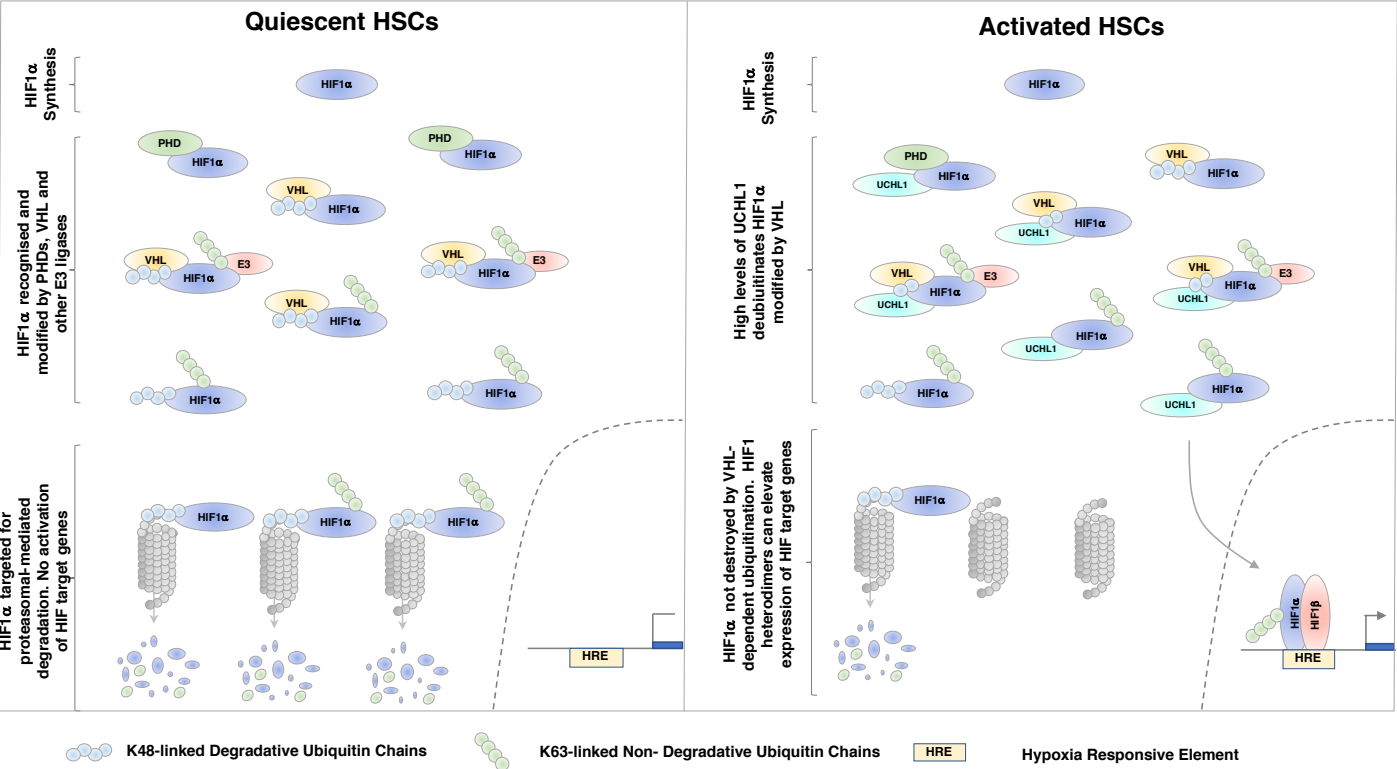 Quiescent HSCs
HIF1α
Synthesis
HIF1α
HIF1α recognised and
modified by PHDs, VHL and
other E3 ligases
PHD
HIF1α
PHD
HIF1α
VHL
HIF1α
VHL
HIF1α
E3
VHL
HIF1α
E3
VHL
HIF1α
HIF1α
HIF1α
HIF1α targeted for
proteasomal-mediated
degradation. No activation
of HIF target genes
HIF1α
HIF1α
HIF1α
HRE
Activated HSCs
HIF1α
Synthesis
HIF1α
High levels of UCHL1
deubiuitinates HIF1α
modified by VHL
PHD
HIF1α
UCHL1
VHL
HIF1α
VHL
HIF1α
UCHL1
VHL
E3
HIF1α
UCHL1
VHL
E3
HIF1α
UCHL1
HIF1α
UCHL1
HIF1α
HIF1α
UCHL1
HIF1α not destroyed by VHL-
dependent ubiquitination. HIF1
heterodimers can elevate
expression of HIF target genes
HIF1α
HIF1α
HIF1β
HRE
K48-linked Degradative Ubiquitin Chains
K63-linked Non- Degradative Ubiquitin Chains
HRE
Hypoxia Responsive Element